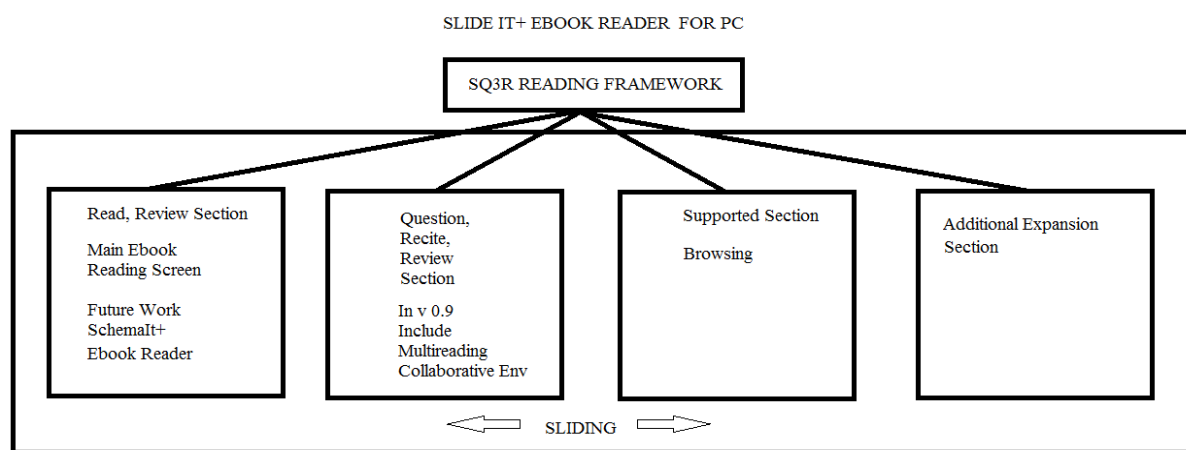 SLIDE IT+ EBOOK READER FOR PC
SQ3R READING FRAMEWORK
Read, Review Section
Main Ebook
Reading Screen
Future Work
SchemaIt+
Ebook Reader
Question,
Recite,
Review
Section
In v 0.9
Include
Multireading
Collaborative Env
Supported Section
Browsing
Additional Expansion
Section
SLIDING